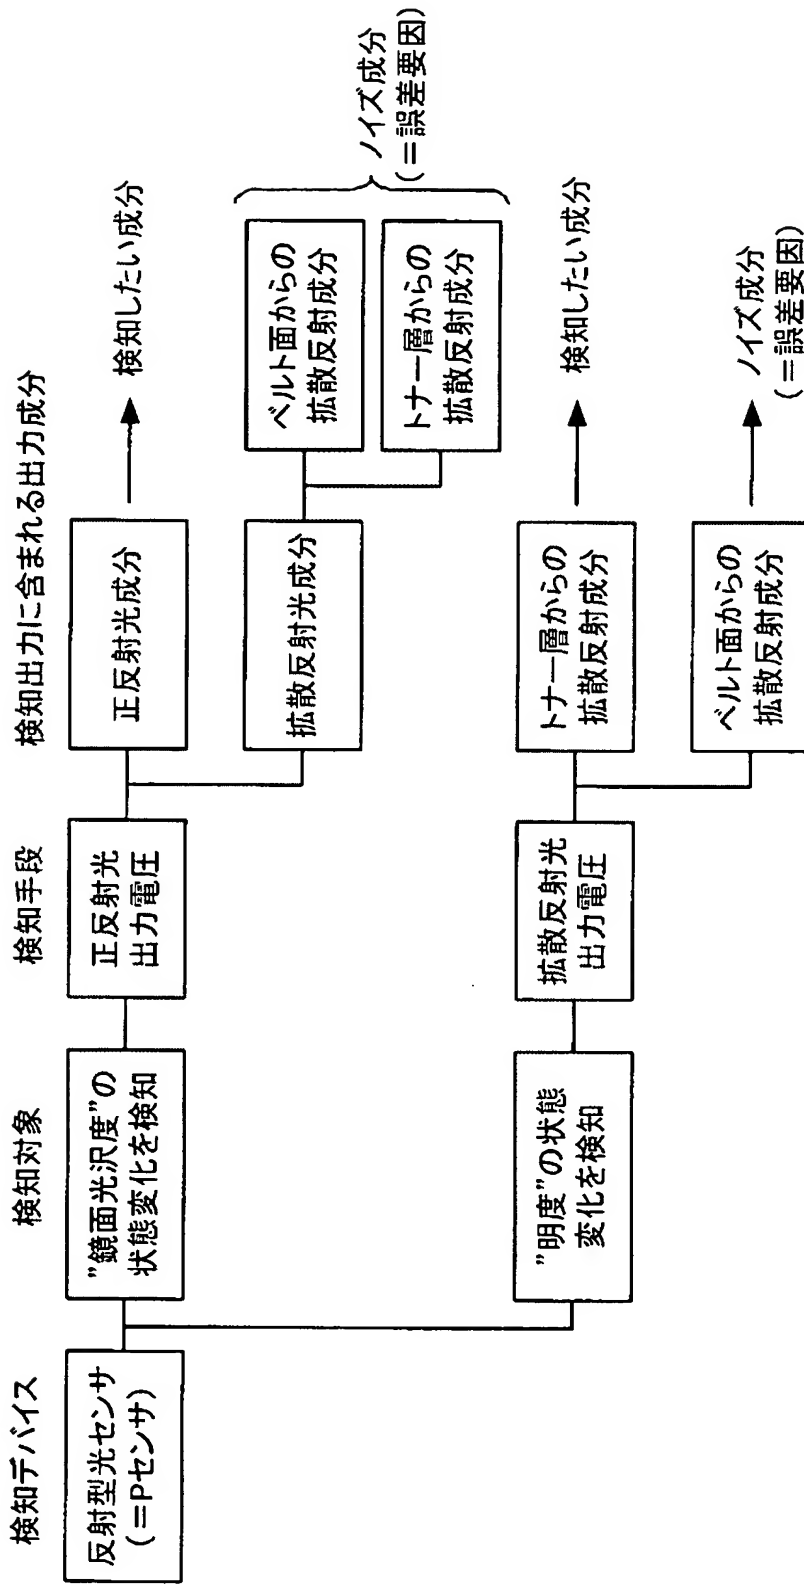 検知デバイス
検知対象
検知手段
検知出力に含まれる出力成分
反射型光センサ
(=Pセンサ)
”鏡面光沢度”の
状態変化を検知
正反射光
出力電圧
正反射光成分
検知したい成分
拡散反射光成分
ベルト面からの
拡散反射成分
トナー層からの
拡散反射成分
ノイズ成分
(=誤差要因)
”明度”の状態
変化を検知
拡散反射光
出力電圧
トナー層からの
拡散反射成分
検知したい成分
ベルト面からの
拡散反射成分
ノイズ成分
(=誤差要因)